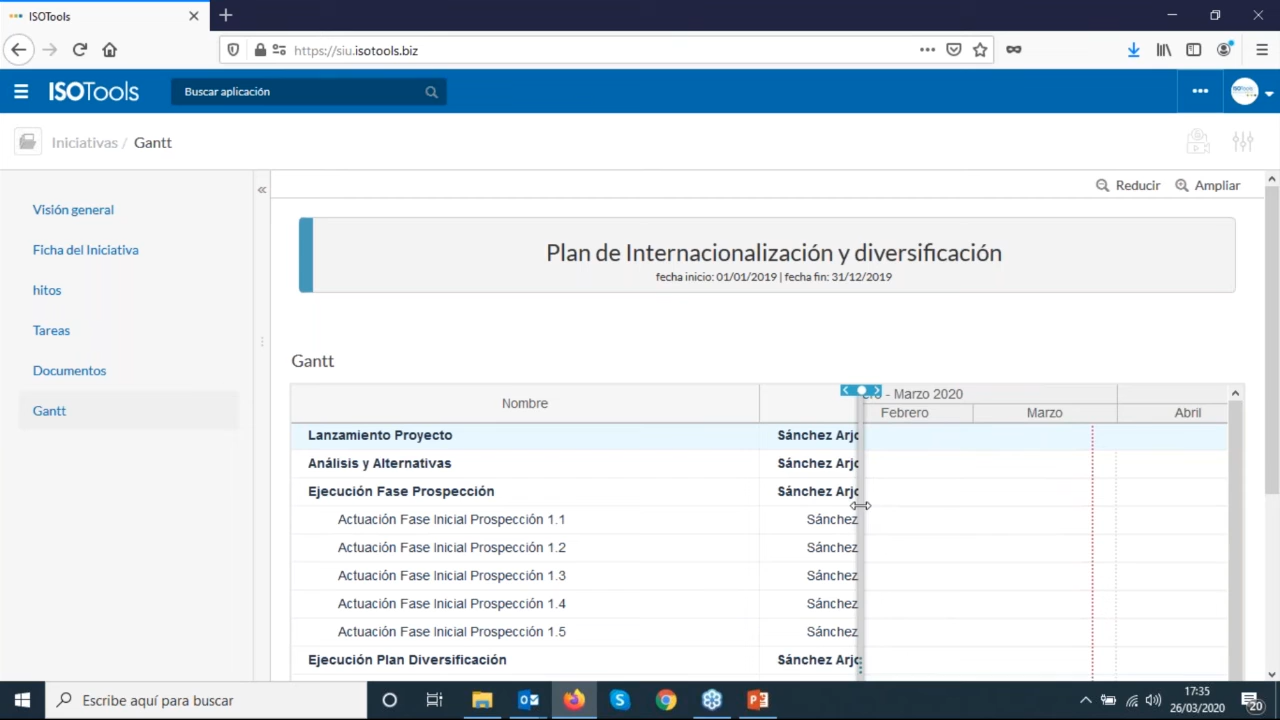 ISOTools
https://siu.isotools.biz
ISOTools
Buscar aplicación
Iniciativas / Gantt
Reducir
Ampliar
Visión general
Ficha del Iniciativa
hitos
Tareas
Documentos
Gantt
Plan de Internacionalización y diversificación
fecha inicio: 01/01/2019 | fecha fin: 31/12/2019
Gantt
Nombre
- Marzo 2020
Febrero
Marzo
Abril
Lanzamiento Proyecto Sánchez
Análisis y Alternativas Sánchez
Ejecución Fase Prospección Sánchez
Actuación Fase Inicial Prospección 1.1 Sánchez
Actuación Fase Inicial Prospección 1.2 Sánchez
Actuación Fase Inicial Prospección 1.3 Sánchez
Actuación Fase Inicial Prospección 1.4 Sánchez
Actuación Fase Inicial Prospección 1.5 Sánchez
Ejecución Plan Diversificación Sánchez
Escribe aquí para buscar
17:35
26/03/2020
20